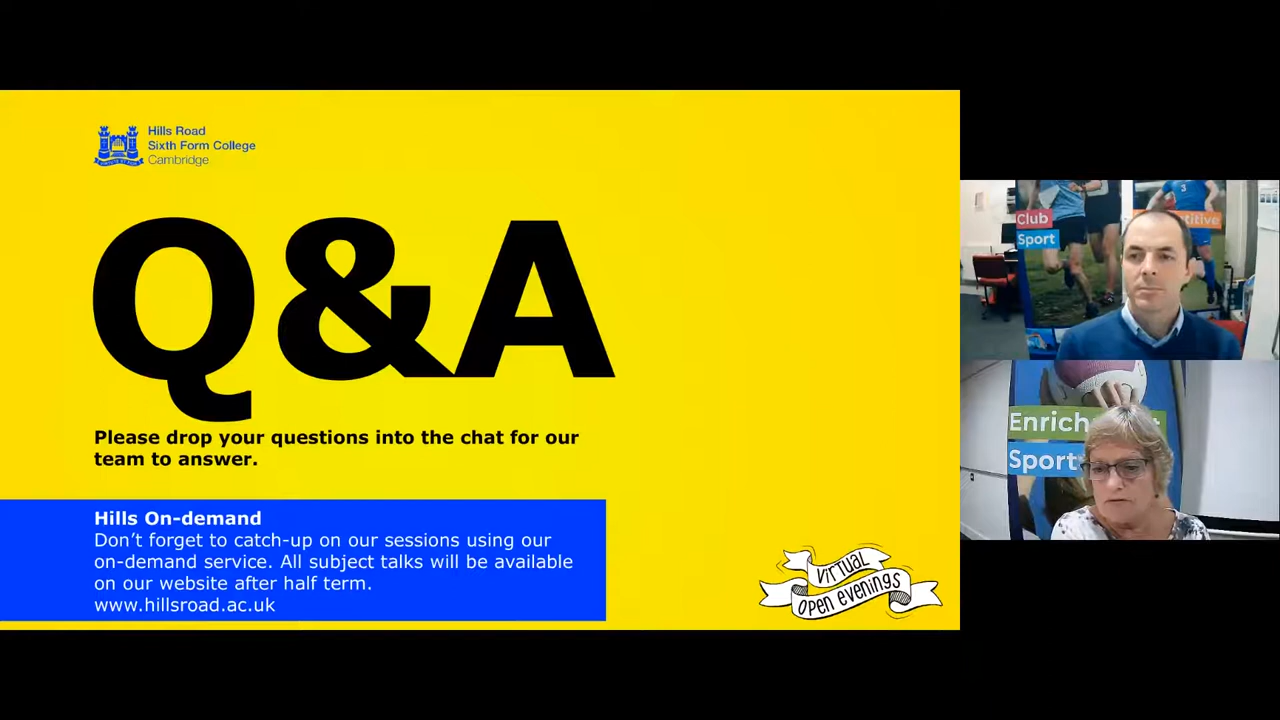 Hills Road
Sixth Form College
Cambridge
Q&A
Please drop your questions into the chat for our
team to answer.
Hills On-demand
Don’t forget to catch-up on our sessions using our
on-demand service. All subject talks will be available
on our website after half term.
www.hillsroad.ac.uk
VIRTUAL
OPEN EVENINGS
Club
Sport
3
Enrich
Sport